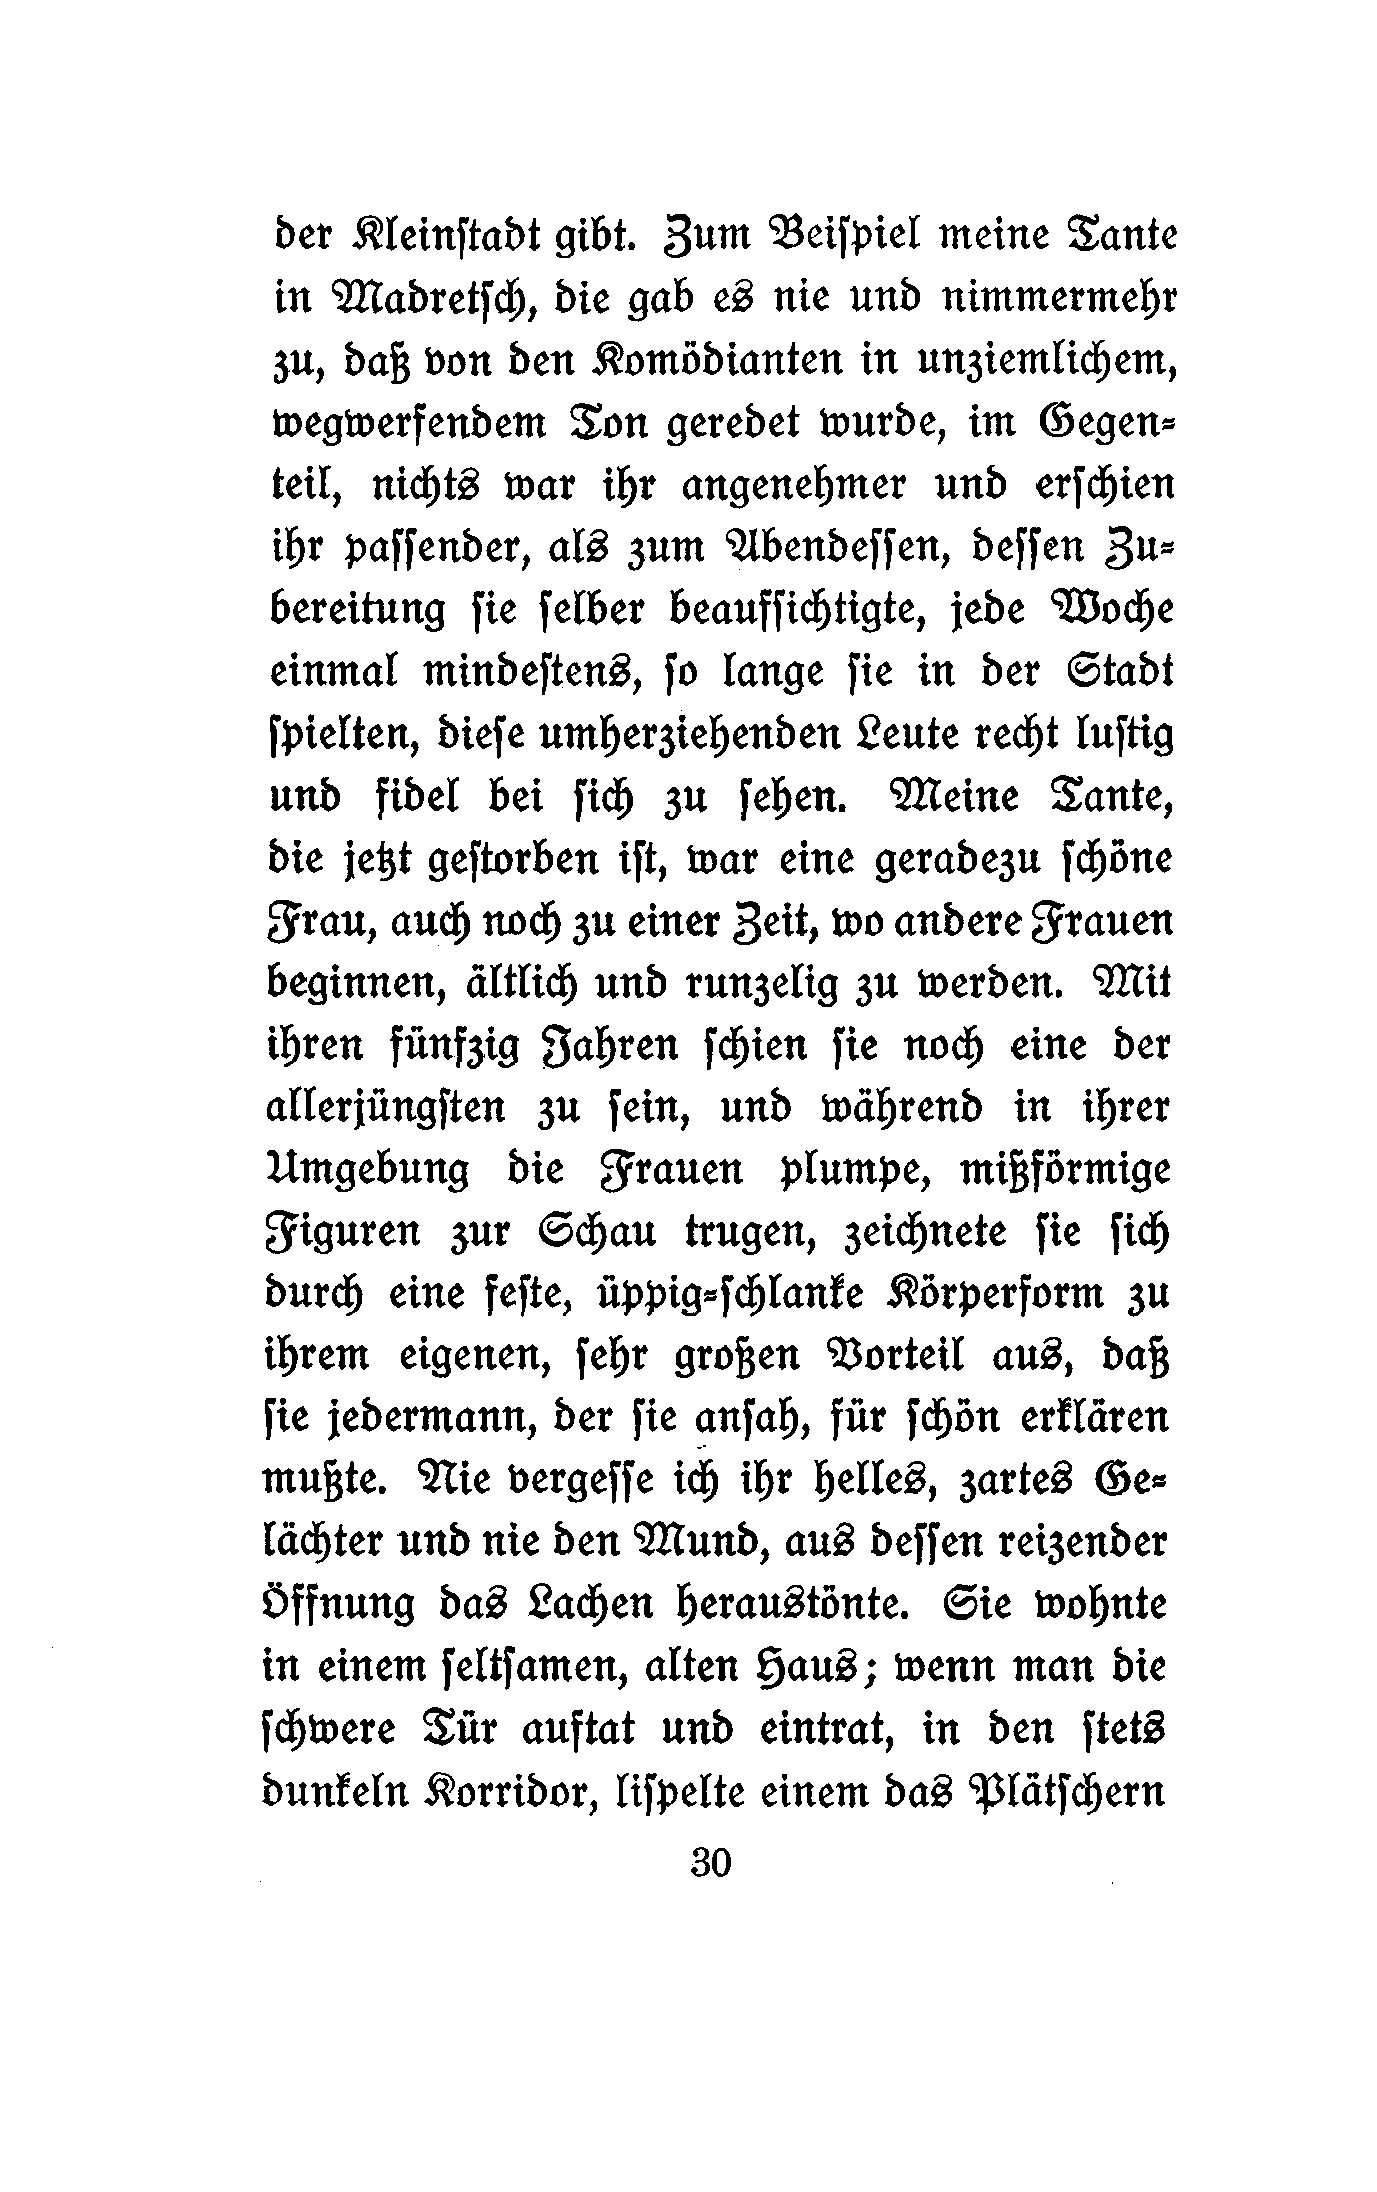 der Kleinstadt gibt. Zum Beispiel meine Tante
in Madretsch, die gab es nie und nimmermehr
zu, daß von den Komödianten in unziemlichem,
wegwerfendem Ton geredet wurde, im Gegen-
teil, nichts war ihr angenehmer und erschien
ihr passender, als zum Abendessen, dessen Zu-
bereitung sie selber beaufsichtigte, jede Woche
einmal mindestens, so lange sie in der Stadt
spielten, diese umherziehenden Leute recht lustig
und fidel bei sich zu sehen. Meine Tante,
die jetzt gestorben ist, war eine geradezu schöne
Frau, auch noch zu einer Zeit, wo andere Frauen
beginnen, ältlich und runzelig zu werden. Mit
ihren fünfzig Jahren schien sie noch eine der
allerjüngsten zu sein, und während in ihrer
Umgebung die Frauen plumpe, mißförmige
Figuren zur Schau trugen, zeichnete sie sich
durch eine feste, üppig-schlanke Körperform zu
ihrem eigenen, sehr großen Vorteil aus, daß
sie jedermann, der sie ansah, für schön erklären
mußte. Nie vergesse ich ihr helles, zartes Ge-
lächter und nie den Mund, aus dessen reizender
Öffnung das Lachen heraustönte. Sie wohnte
in einem seltsamen, alten Haus; wenn man die
schwere Tür auftat und eintrat, in den stets
dunkeln Korridor, lispelte einem das Plätschern
30